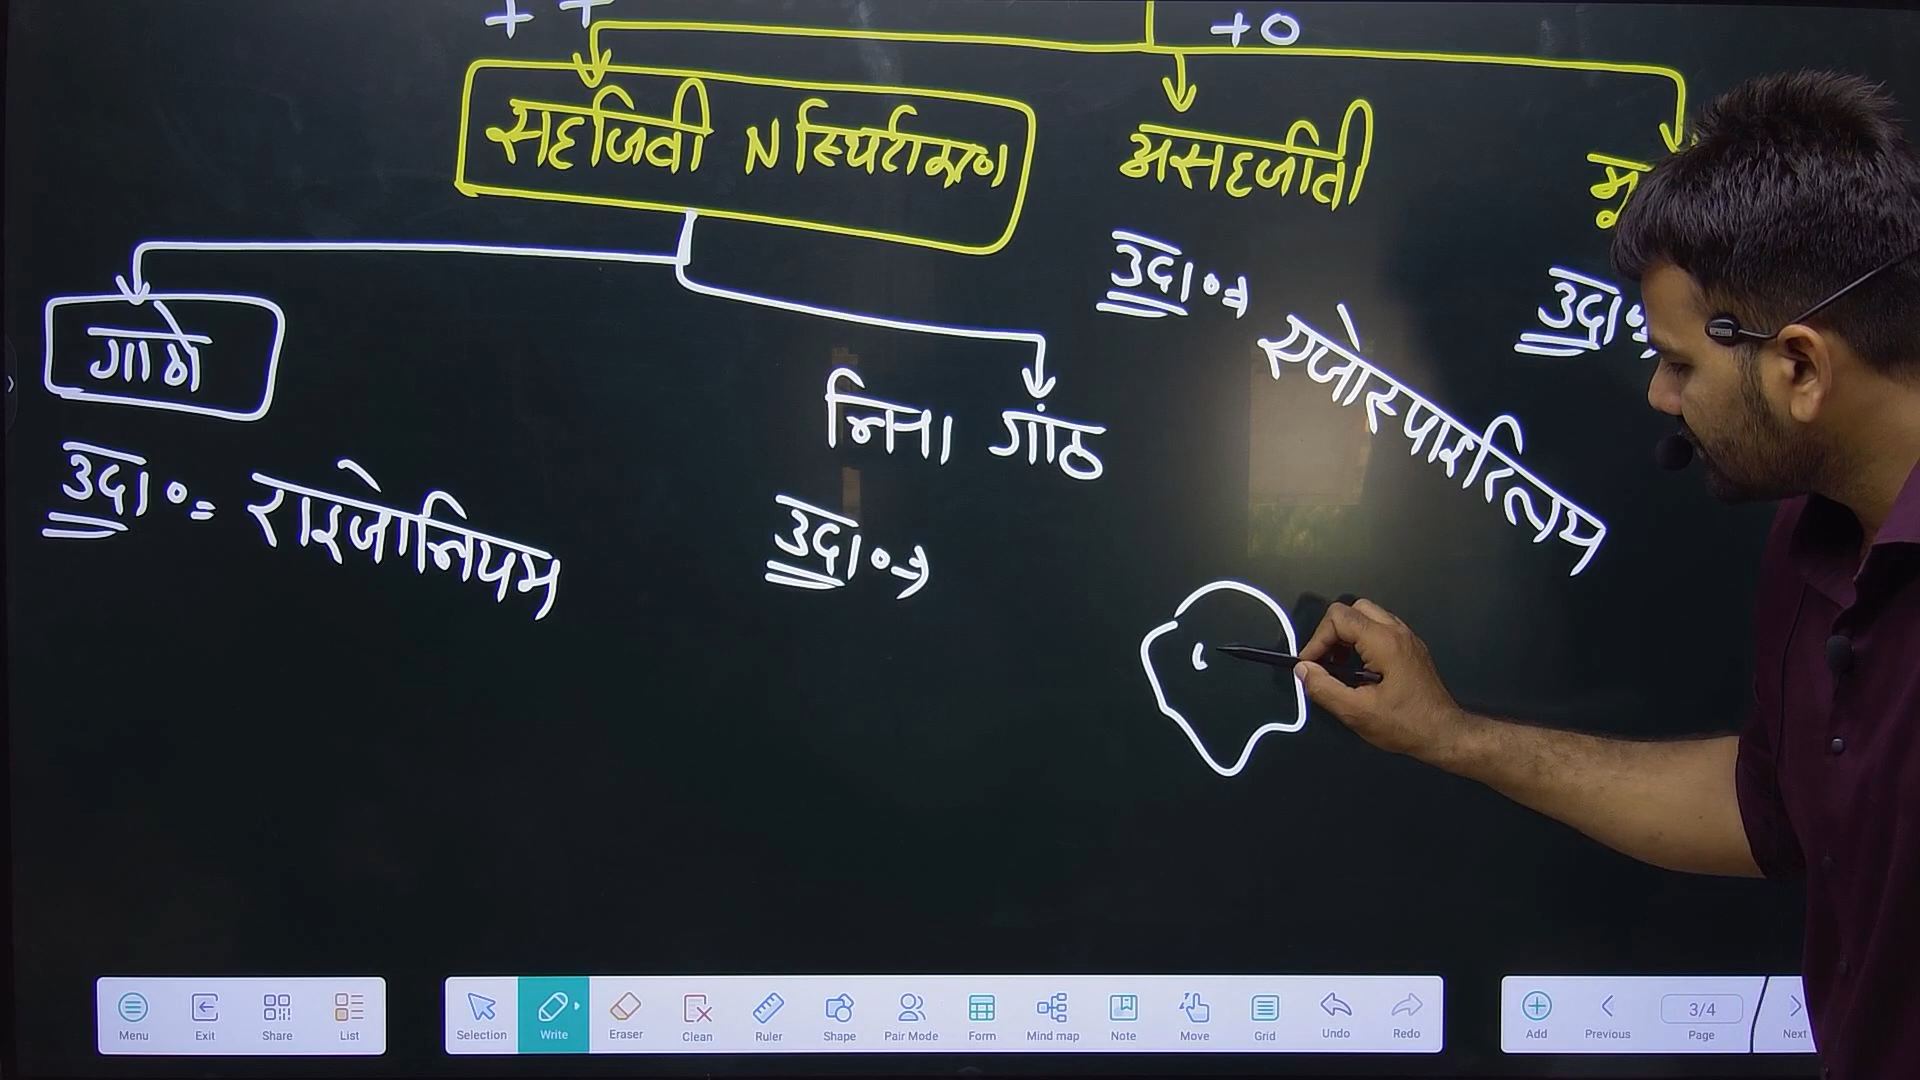 + +
+0
सहजिवी N स्थिरीकरण
असहजीवी
उदा०⇒
उदा०
एजोस्पाइरिलम
गाठे
उदा०= राइजोबियम
बिना गांठ
उदा०→
Menu Exit Share List
Selection Write Eraser Clean Ruler Shape Pair Mode Form Mind map Note Move Grid Undo Redo
Add Previous 3/4 Page Next